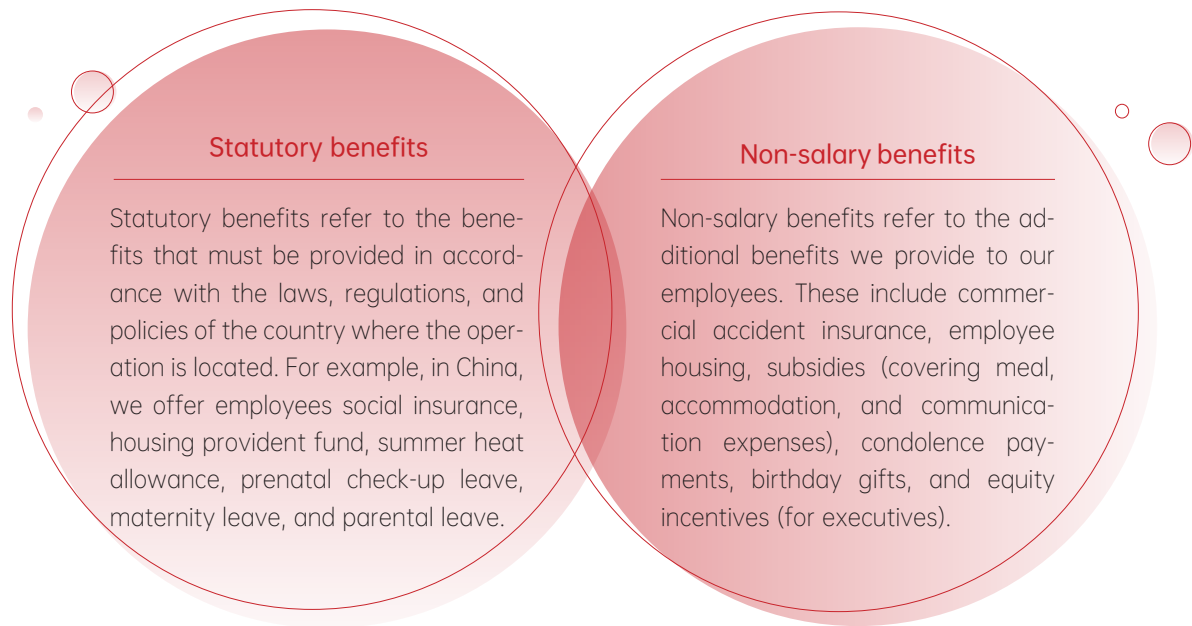 Statutory benefits
Statutory benefits refer to the bene-
fits that must be provided in accord-
ance with the laws, regulations, and
policies of the country where the oper-
ation is located. For example, in China,
we offer employees social insurance,
housing provident fund, summer heat
allowance, prenatal check-up leave,
maternity leave, and parental leave.
Non-salary benefits
Non-salary benefits refer to the ad-
ditional benefits we provide to our
employees. These include commer-
cial accident insurance, employee
housing, subsidies (covering meal,
accommodation, and communica-
tion expenses), condolence pay-
ments, birthday gifts, and equity
incentives (for executives).